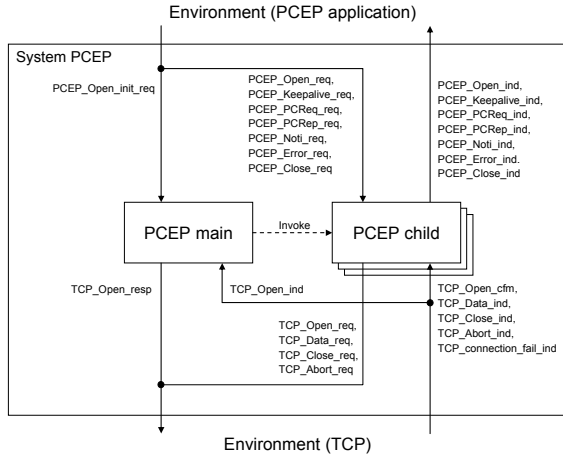 Environment (PCEP application)
System PCEP
PCEP_Open_init_req
PCEP_Open_req,
PCEP_Keepalive_req,
PCEP_PCReq_req,
PCEP_PCRep_req,
PCEP_Noti_req,
PCEP_Error_req,
PCEP_Close_req
PCEP_Open_ind,
PCEP_Keepalive_ind,
PCEP_PCReq_ind,
PCEP_PCRep_ind,
PCEP_Noti_ind,
PCEP_Error_ind.
PCEP_Close_ind
PCEP main
Invoke
PCEP child
TCP_Open_resp
TCP_Open_ind
TCP_Open_req,
TCP_Data_req,
TCP_Close_req,
TCP_Abort_req
TCP_Open_cfm,
TCP_Data_ind,
TCP_Close_ind,
TCP_Abort_ind,
TCP_connection_fail_ind
Environment (TCP)